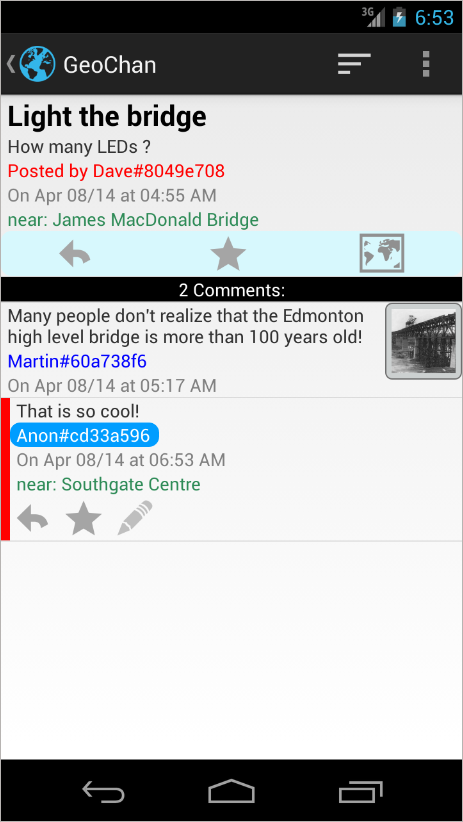 3G
6:53
GeoChan
Light the bridge
How many LEDs ?
Posted by Dave#8049e708
On Apr 08/14 at 04:55 AM
near: James MacDonald Bridge
2 Comments:
Many people don't realize that the Edmonton
high level bridge is more than 100 years old!
Martin#60a738f6
On Apr 08/14 at 05:17 AM
That is so cool!
Anon#cd33a596
On Apr 08/14 at 06:53 AM
near: Southgate Centre